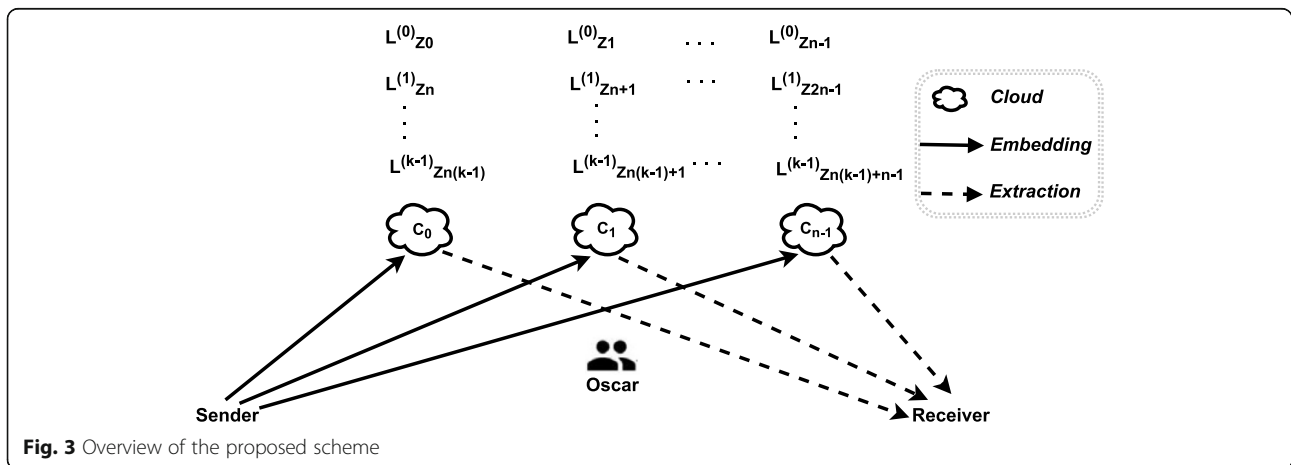 L(0)Z0 L(0)Z1 . . . L(0)Zn-1
L(1)Zn L(1)Zn+1 . . . L(1)Z2n-1
L(k-1)Zn(k-1) L(k-1)Zn(k-1)+1 . . . L(k-1)Zn(k-1)+n-1
Cloud
Embedding
Extraction
C0 C1 Cn-1
Oscar
Sender Receiver
Fig. 3 Overview of the proposed scheme